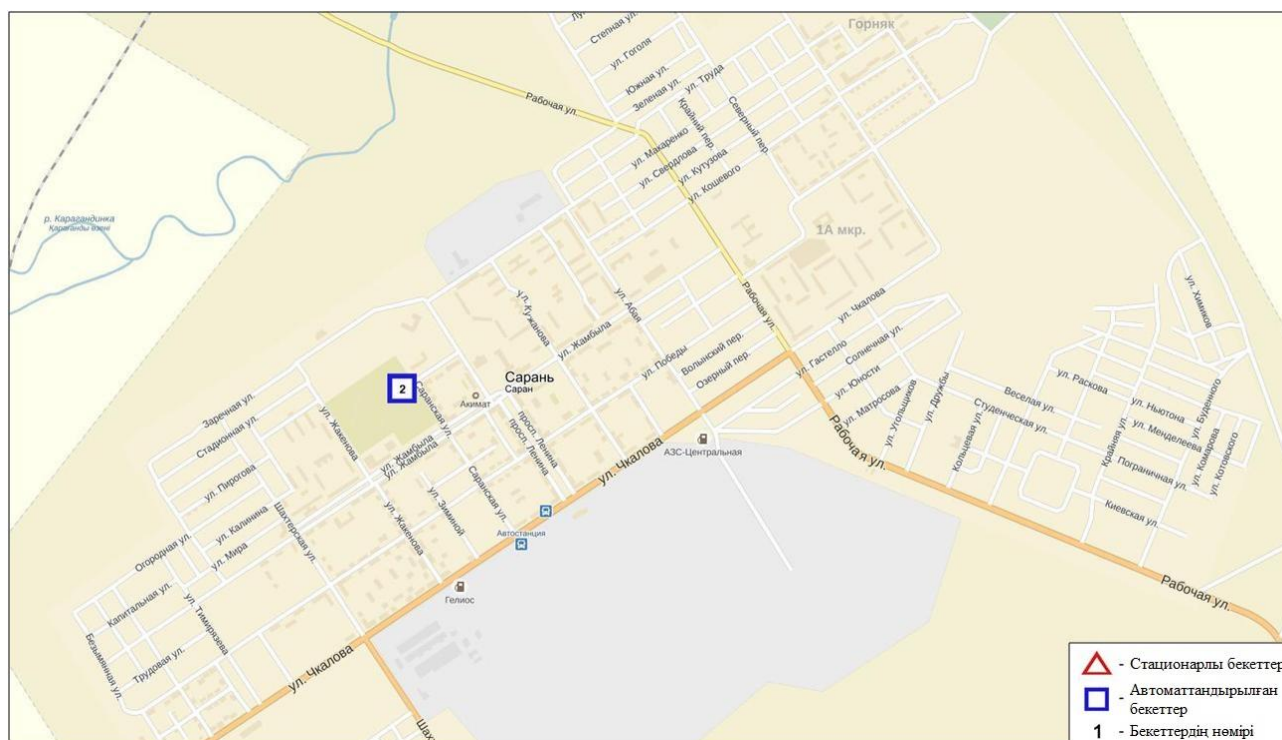 Горняк
Степная ул.
ул. Гоголя
Южная ул.
Зеленая ул.
ул. Труда
Рабочая ул.
Крайний пер.
Северный пер.
ул. Макаренко
ул. Свердлова
ул. Кутузова
ул. Кошевого
р. Карагандинка
Караганды өзені
1А мкр.
ул. Химиков
ул. Кужанова
ул. Абая
ул. Жамбыла
Рабочая ул.
ул. Чкалова
ул. Победы
Волынский пер.
Озерный пер.
ул. Гастелло
Солнечная ул.
ул. Юности
ул. Матросова
ул. Угольщиков
ул. Дружбы
Веселая ул.
Студенческая ул.
Кольцевая ул.
ул. Раскова
ул. Ньютона
ул. Буденного
ул. Менделеева
Крайняя ул.
ул. Комарова
ул. Котовского
Пограничная ул.
Киевская ул.
Сарань
Саран
2
Акимат
Саранская ул.
Заречная ул.
Стадионная ул.
ул. Жакенова
ул. Жамбыла
ул. Жамбыла
просп. Ленина
просп. Ленина
ул. Чкалова
АЗС-Центральная
Рабочая ул.
ул. Пирогова
ул. Калинина
Шахтерская ул.
ул. Жакенова
ул. Зиминой
Саранская ул.
Автостанция
Огородная ул.
ул. Мира
Капитальная ул.
ул. Тимирязева
Гелиос
Безымянная ул.
Трудовая ул.
ул. Чкалова
Рабочая ул.
- Стационарлы бекеттер
- Автоматтандырылған
бекеттер
1 - Бекеттердің нөмірі